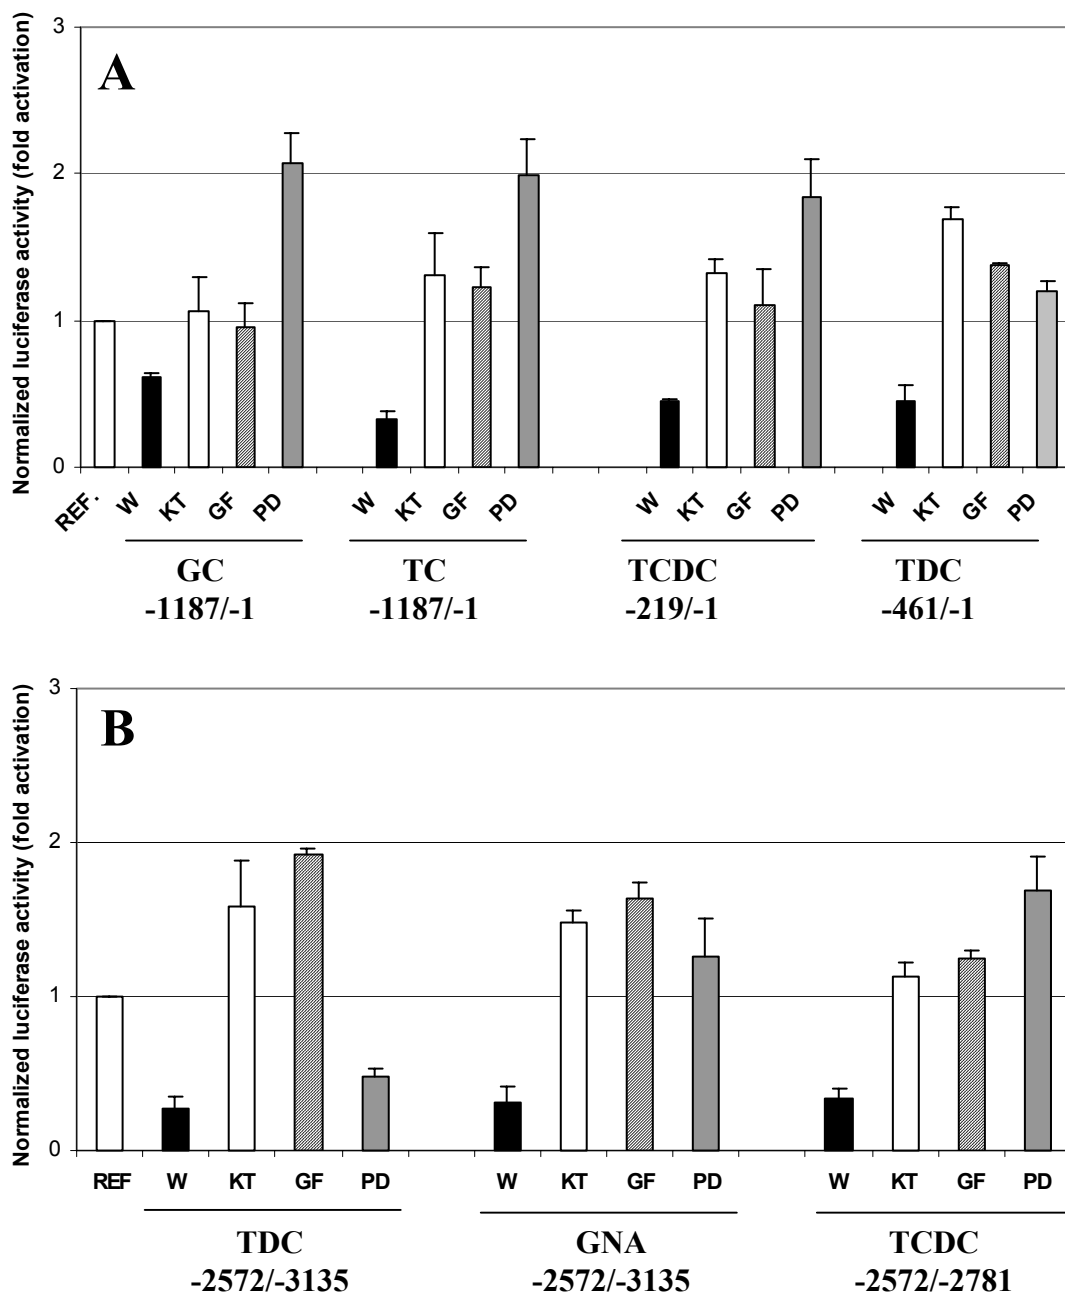 Normalized luciferase activity (fold activation)
3
A
2
1
0
REF. W KT GF PD W KT GF PD W KT GF PD W KT GF PD
GC TC TCDC TDC
-1187/-1 -1187/-1 -219/-1 -461/-1
Normalized luciferase activity (fold activation)
3
B
2
1
0
REF W KT GF PD W KT GF PD W KT GF PD
TDC GNA TCDC
-2572/-3135 -2572/-3135 -2572/-2781